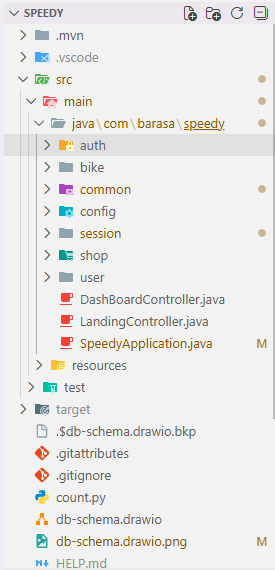 SPEEDY
.mvn
.vscode
src
main
java\com\barasa\speedy
auth
bike
common
config
session
shop
user
DashBoardController.java
LandingController.java
SpeedyApplication.java M
resources
test
target
.$db-schema.drawio.bkp
.gitattributes
.gitignore
count.py
db-schema.drawio
db-schema.drawio.png M
HELP.md